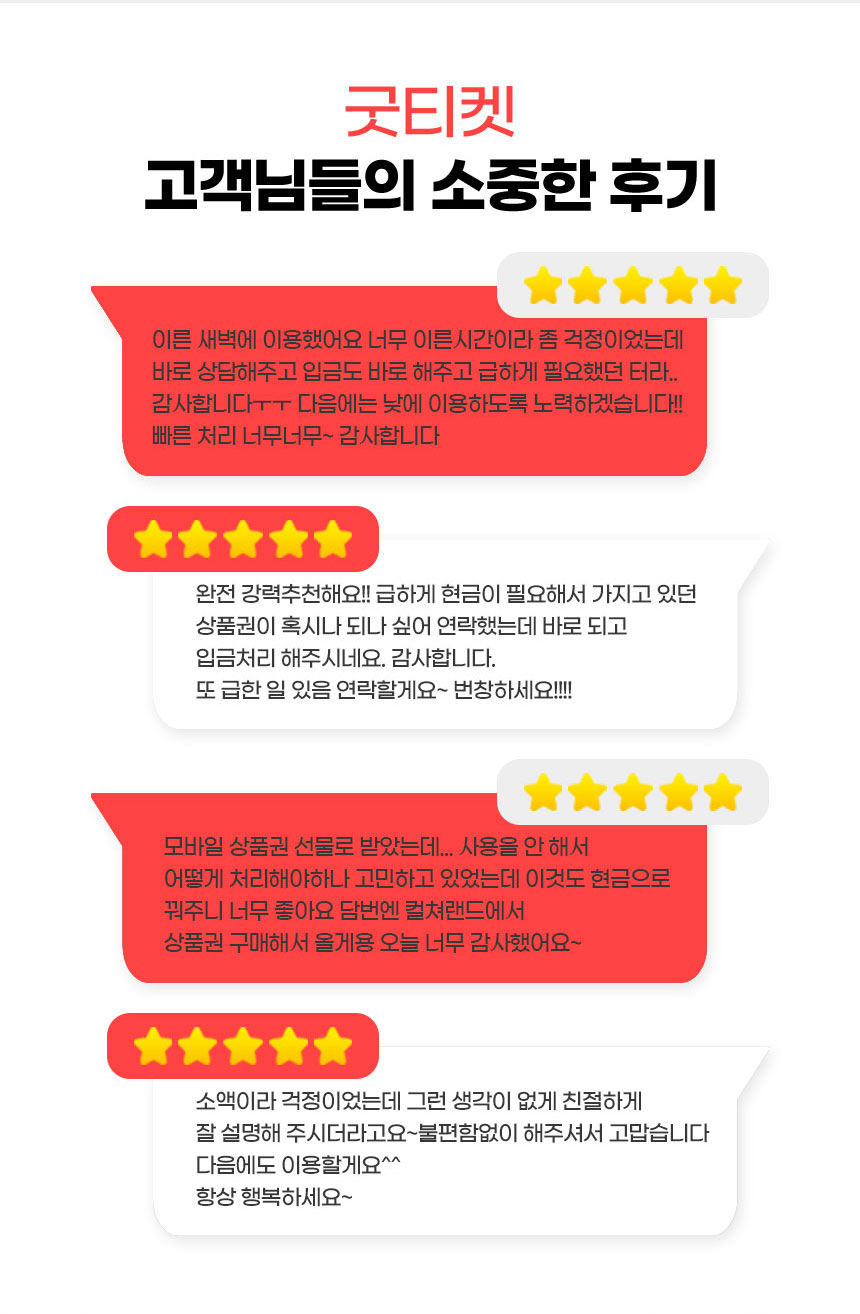 굿티켓
고객님들의 소중한 후기
이른 새벽에 이용했어요 너무 이른시간이라 좀 걱정이었는데
바로 상담해주고 입금도 바로 해주고 급하게 필요했던 터라..
감사합니다ㅜㅜ 다음에는 낮에 이용하도록 노력하겠습니다!!
빠른 처리 너무너무~ 감사합니다
완전 강력추천해요!! 급하게 현금이 필요해서 가지고 있던
상품권이 혹시나 되나 싶어 연락했는데 바로 되고
입금처리 해주시네요. 감사합니다.
또 급한 일 있음 연락할게요~ 번창하세요!!!!
모바일 상품권 선물로 받았는데... 사용을 안 해서
어떻게 처리해야하나 고민하고 있었는데 이것도 현금으로
꿔주니 너무 좋아요 담번엔 컬쳐랜드에서
상품권 구매해서 올게용 오늘 너무 감사했어요~
소액이라 걱정이었는데 그런 생각이 없게 친절하게
잘 설명해 주시더라고요~불편함없이 해주셔서 고맙습니다
다음에도 이용할게요^^
항상 행복하세요~